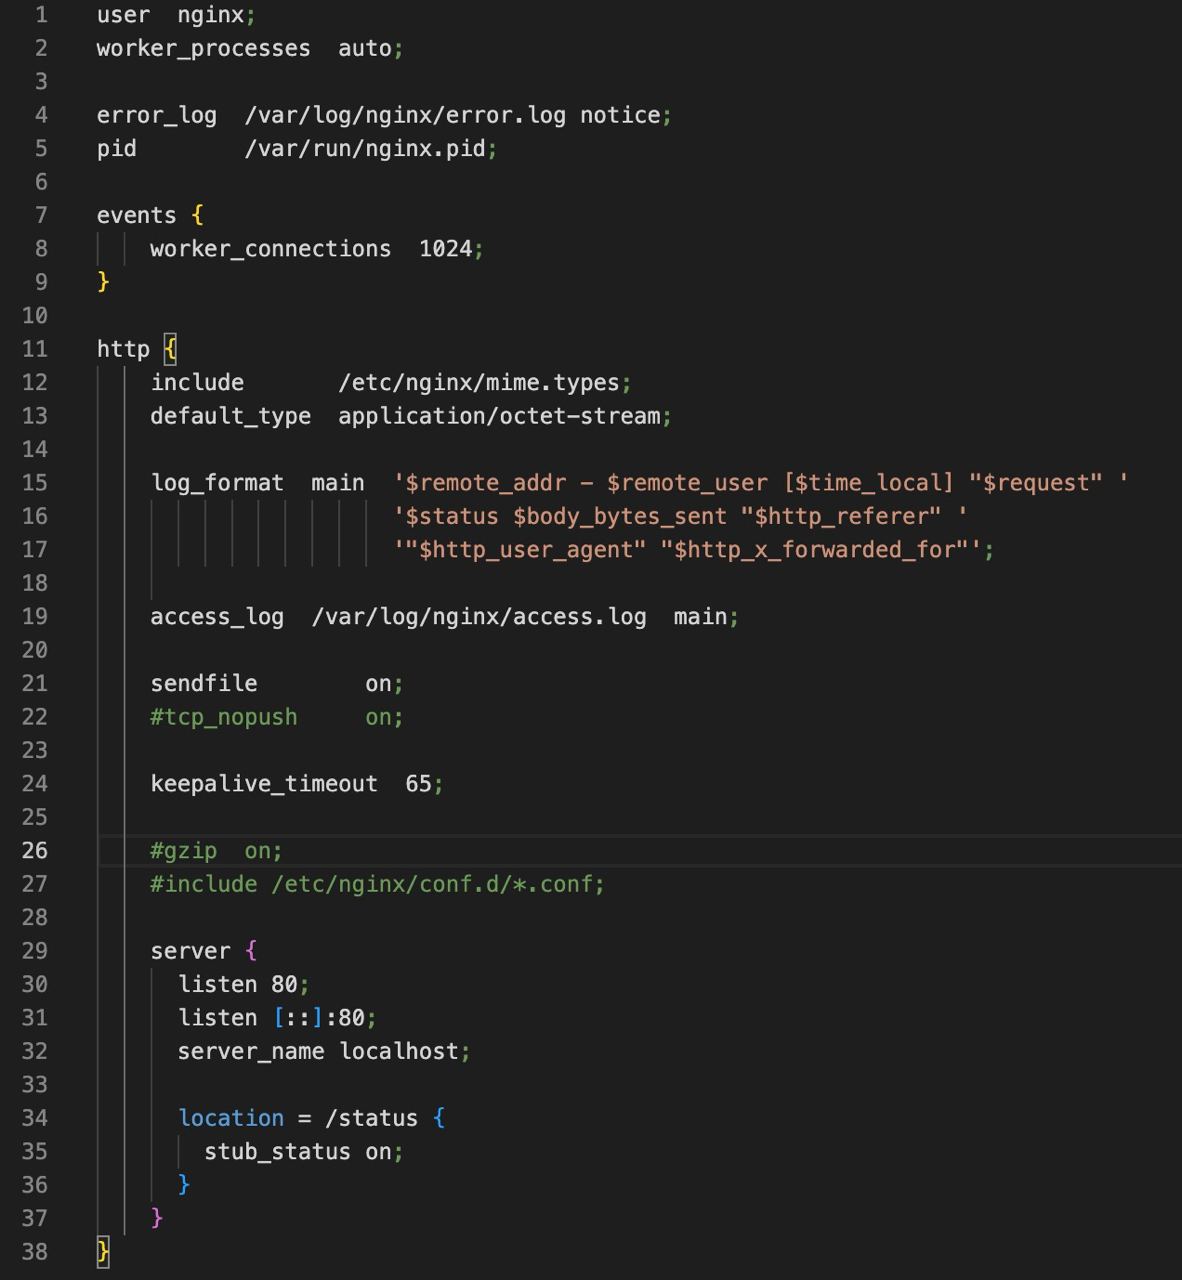 1 user  nginx;
2 worker_processes  auto;
3
4 error_log  /var/log/nginx/error.log notice;
5 pid        /var/run/nginx.pid;
6
7 events {
8     worker_connections  1024;
9 }
10
11 http {
12     include       /etc/nginx/mime.types;
13     default_type  application/octet-stream;
14
15     log_format  main  '$remote_addr - $remote_user [$time_local] "$request" '
16                       '$status $body_bytes_sent "$http_referer" '
17                       '"$http_user_agent" "$http_x_forwarded_for"';
18
19     access_log  /var/log/nginx/access.log  main;
20
21     sendfile        on;
22     #tcp_nopush     on;
23
24     keepalive_timeout  65;
25
26     #gzip  on;
27     #include /etc/nginx/conf.d/*.conf;
28
29     server {
30       listen 80;
31       listen [::]:80;
32       server_name localhost;
33
34       location = /status {
35         stub_status on;
36       }
37     }
38 }